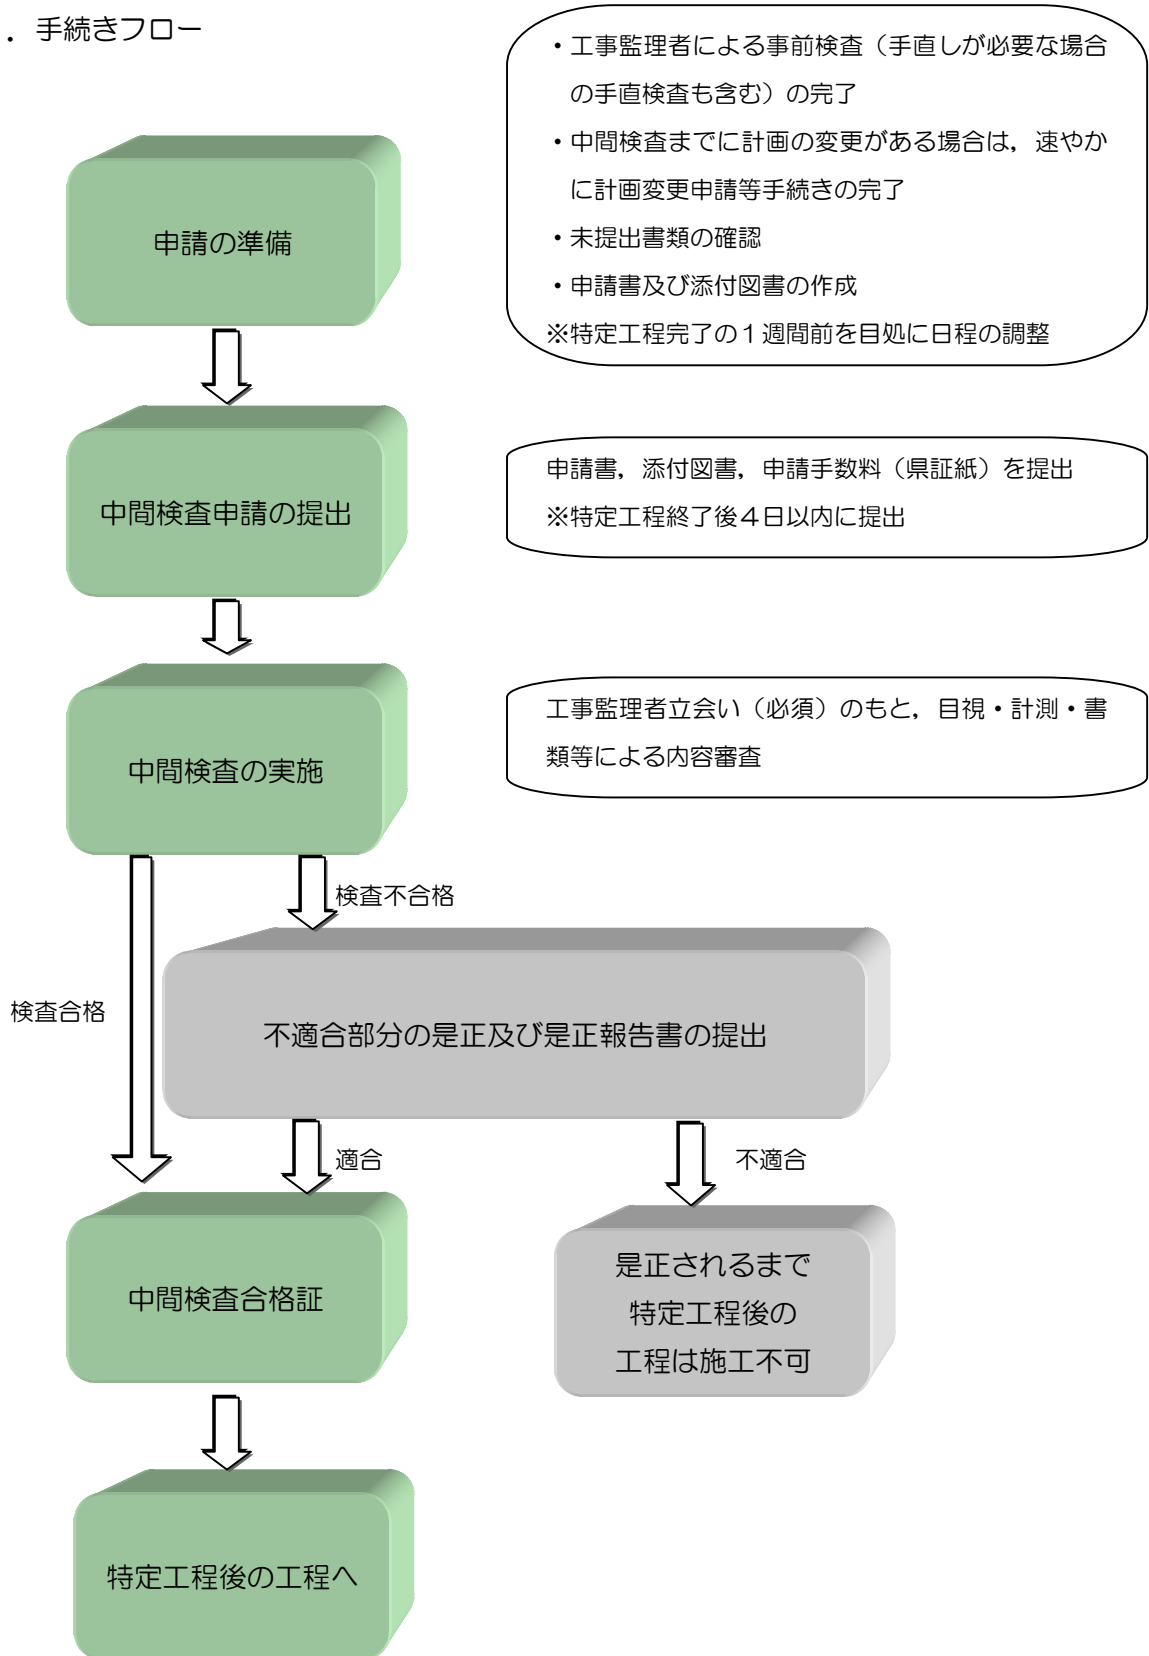 ．手続きフロー
・工事監理者による事前検査（手直しが必要な場合
の手直検査も含む）の完了
・中間検査までに計画の変更がある場合は，速やか
に計画変更申請等手続きの完了
・未提出書類の確認
・申請書及び添付図書の作成
※特定工程完了の１週間前を目処に日程の調整
申請の準備
申請書，添付図書，申請手数料（県証紙）を提出
※特定工程終了後４日以内に提出
中間検査申請の提出
工事監理者立会い（必須）のもと，目視・計測・書
類等による内容審査
中間検査の実施
検査不合格
検査合格
不適合部分の是正及び是正報告書の提出
適合
不適合
中間検査合格証
是正されるまで
特定工程後の
工程は施工不可
特定工程後の工程へ